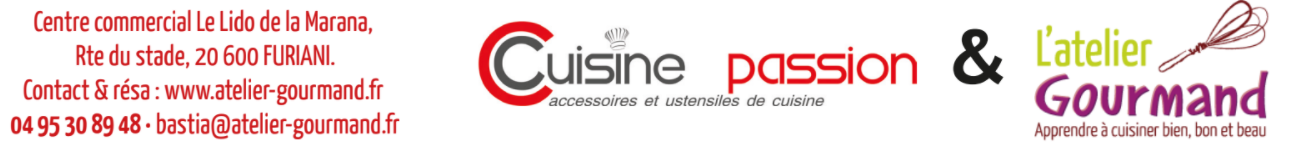 Centre commercial Le Lido de la Marana,
Rte du stade, 20 600 FURIANI.
Contact & résa : www.atelier-gourmand.fr
04 95 30 89 48 • bastia@atelier-gourmand.fr
Cuisine passion
accessoires et ustensiles de cuisine
&
L'atelier
Gourmand
Apprendre à cuisiner bien, bon et beau